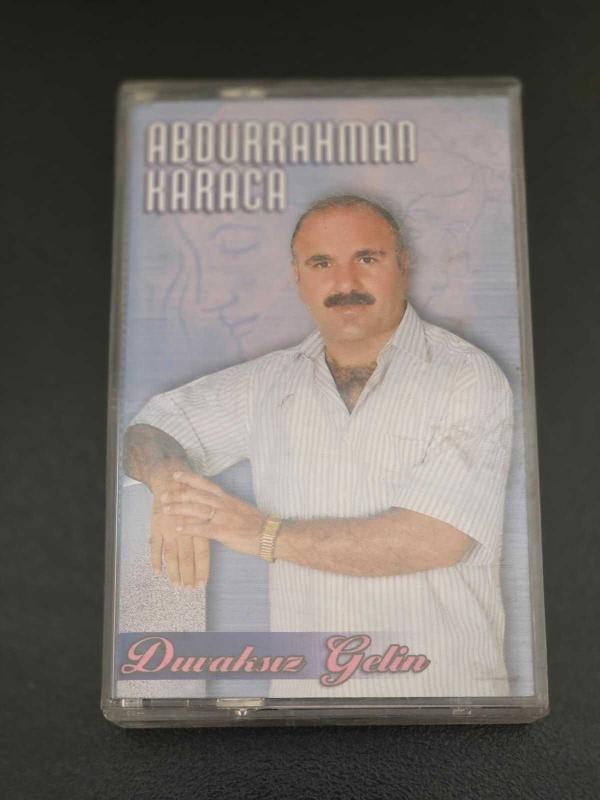 ABDURRAHMAN
KARACA
Duvaksız Gelin